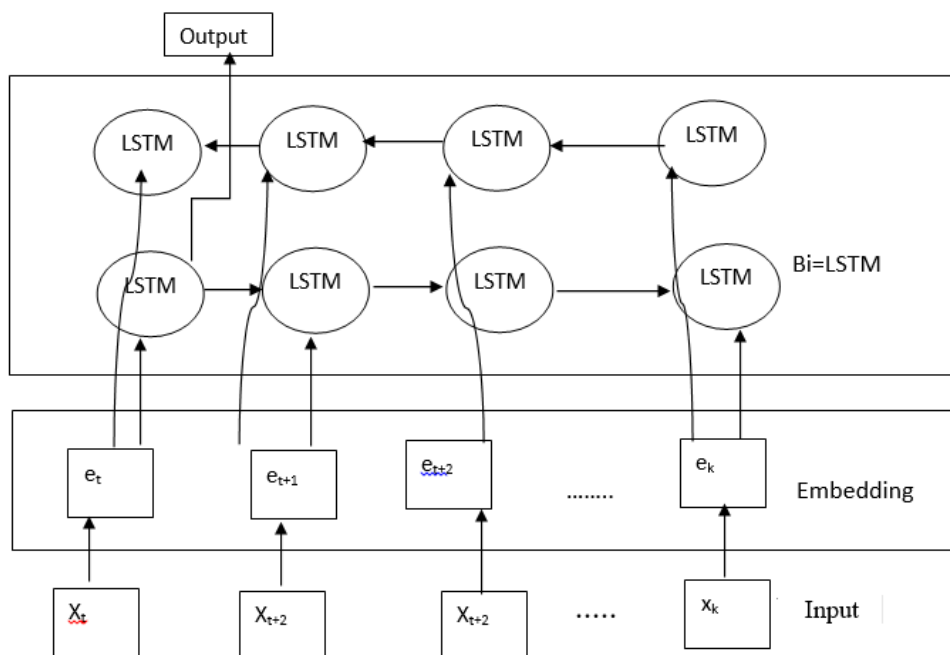 Output
LSTM LSTM LSTM LSTM
LSTM LSTM LSTM LSTM
Bi=LSTM
eₜ eₜ₊₁ eₜ₊₂ ........ eₖ
Embedding
Xₜ Xₜ₊₂ Xₜ₊₂ ..... xₖ
Input